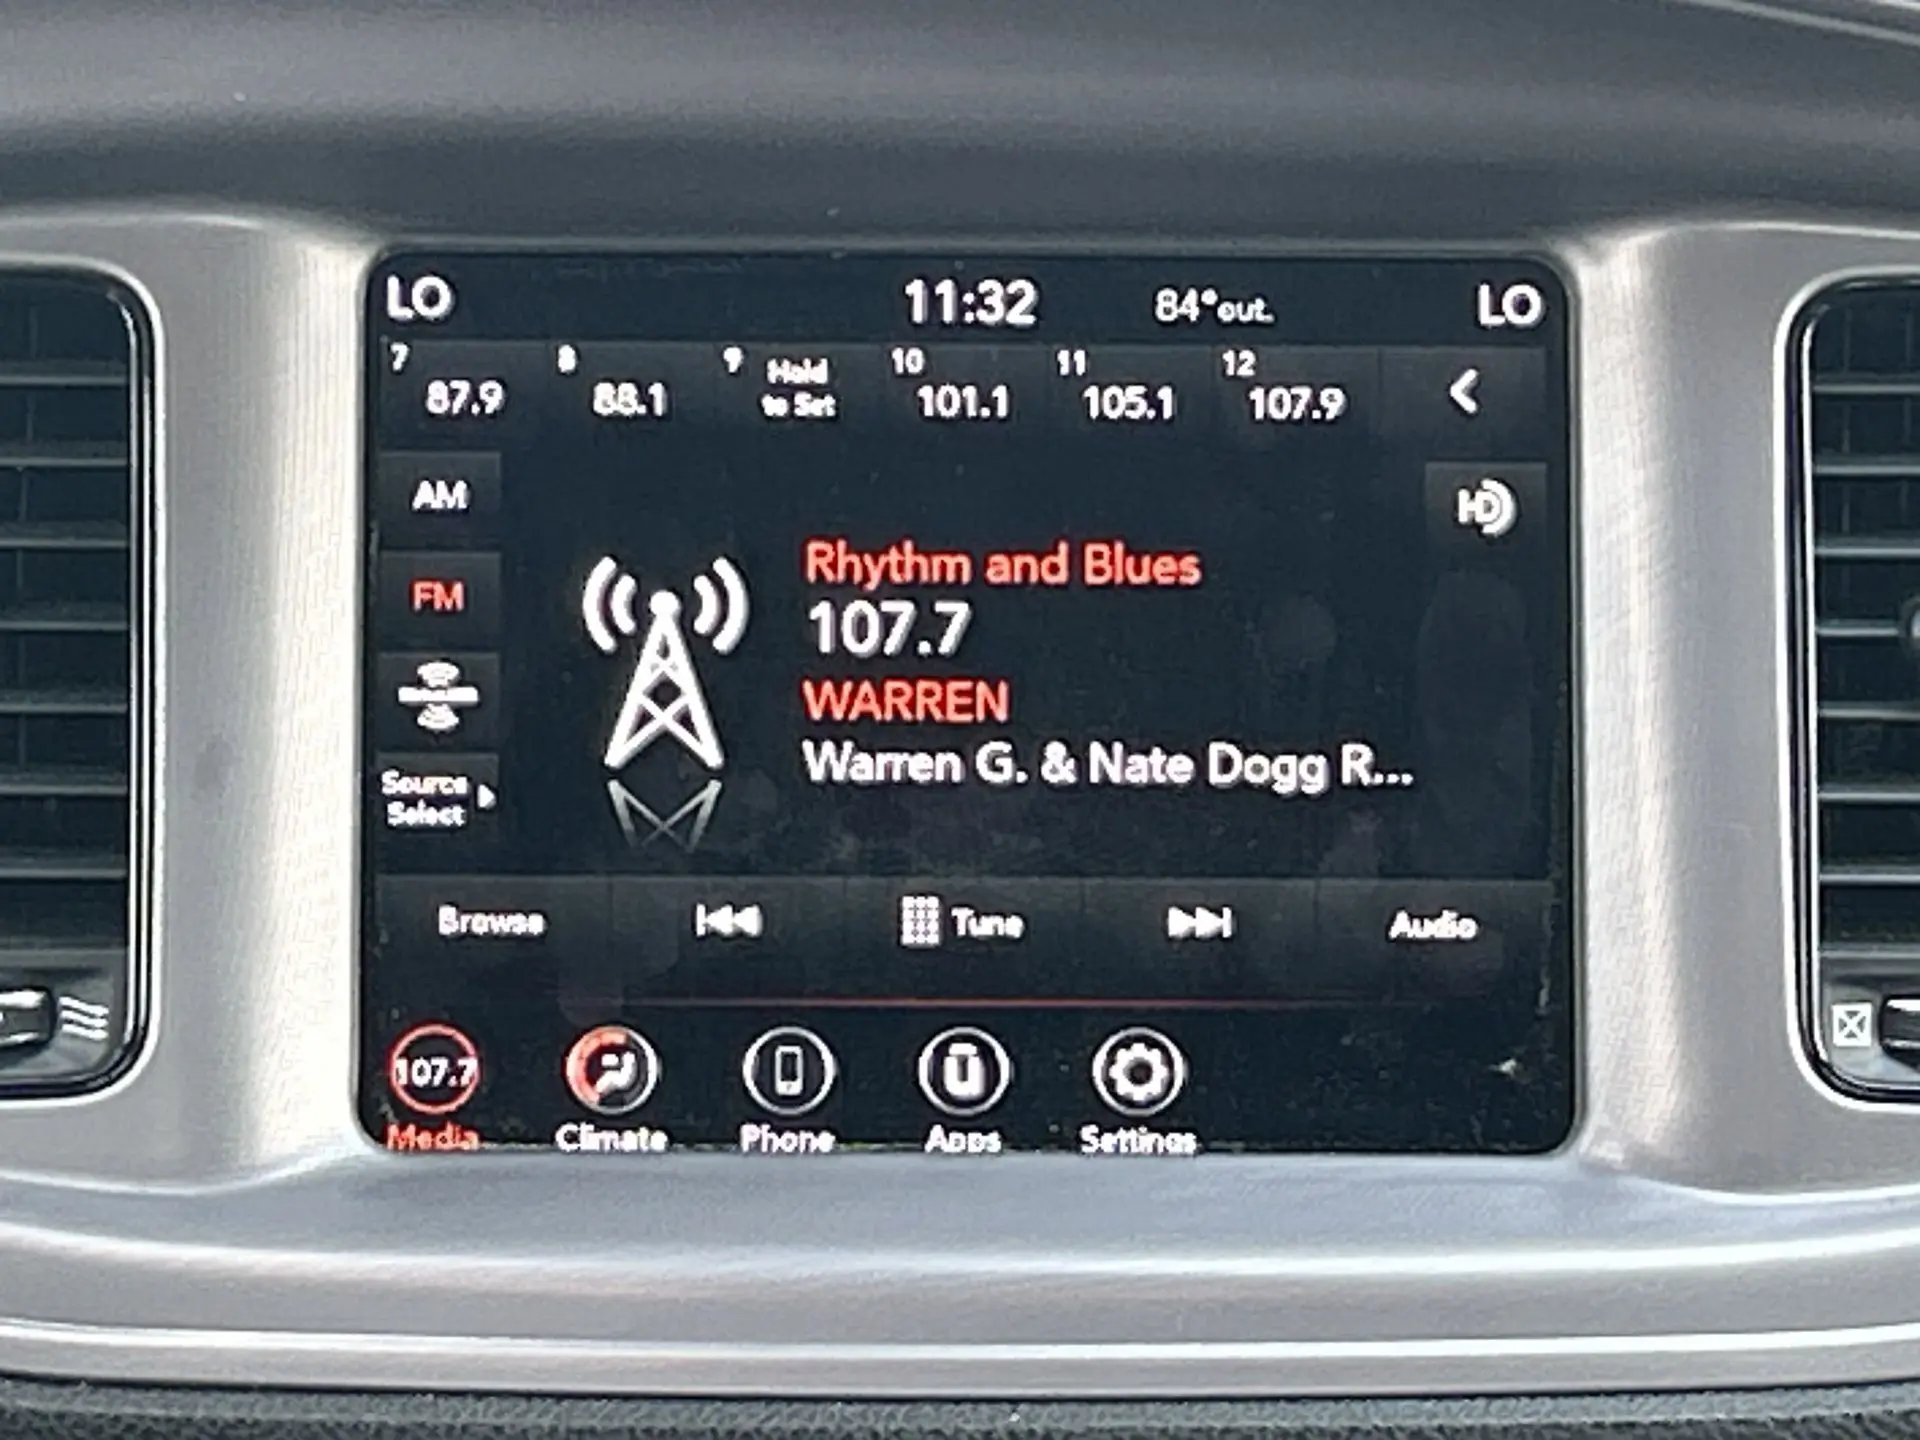 LO 11:32 84°out. LO
7 8 9 Hold 10 11 12
87.9 88.1 to Set 101.1 105.1 107.9
AM
HD
Rhythm and Blues
FM
107.7
WARREN
Warren G. & Nate Dogg R...
Source
Select
Browse Tune Audio
107.7
Media Climate Phone Apps Settings